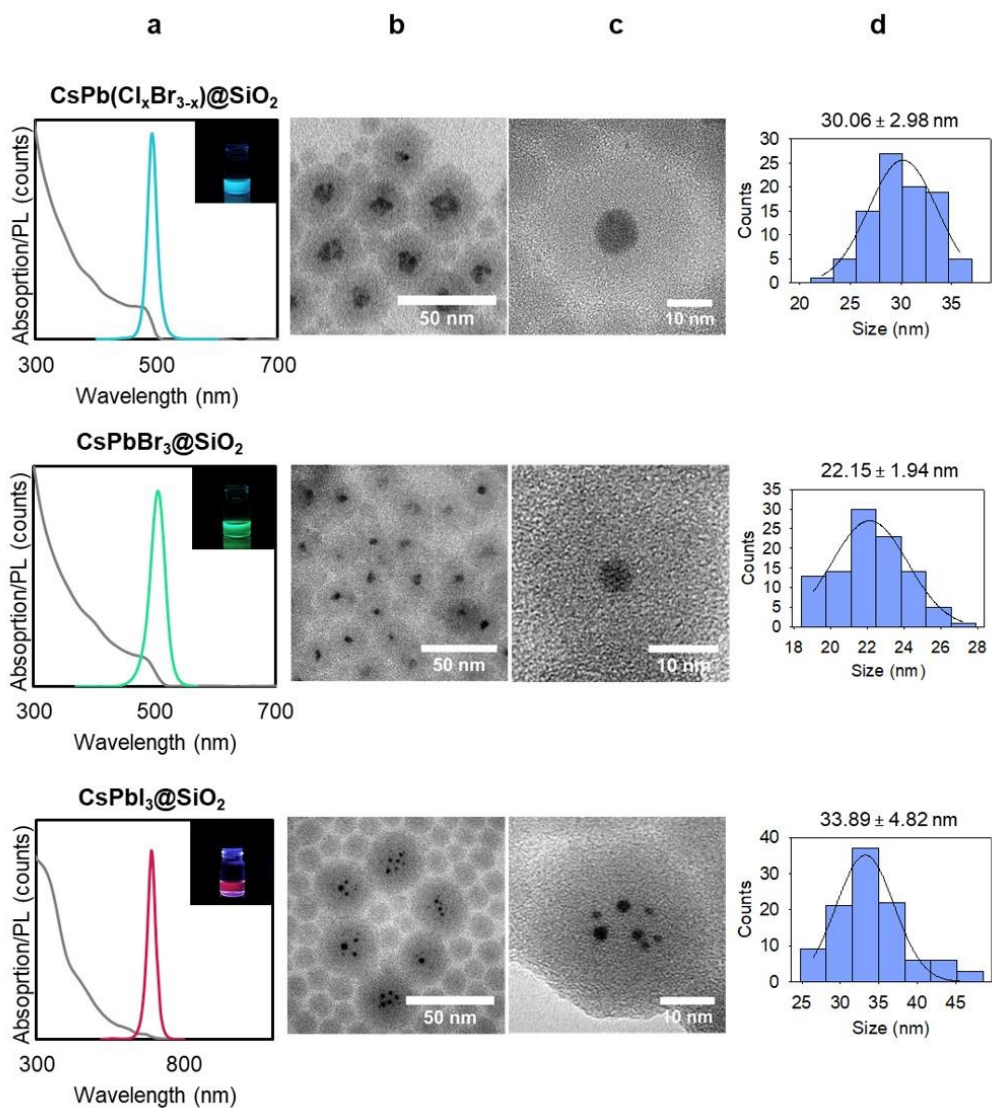 a
b
c
d
CsPb(ClₓBr₃₋ₓ)@SiO₂
Absoprtion/PL (counts)
300
500
700
Wavelength (nm)
50 nm
10 nm
30.06 ± 2.98 nm
Counts
30
25
20
15
10
5
0
20
25
30
35
Size (nm)
CsPbBr₃@SiO₂
Absoprtion/PL (counts)
300
500
700
Wavelength (nm)
50 nm
10 nm
22.15 ± 1.94 nm
Counts
35
30
25
20
15
10
5
0
18
20
22
24
26
28
Size (nm)
CsPbI₃@SiO₂
Absoprtion/PL (counts)
300
800
Wavelength (nm)
50 nm
10 nm
33.89 ± 4.82 nm
Counts
40
30
20
10
0
25
30
35
40
45
Size (nm)